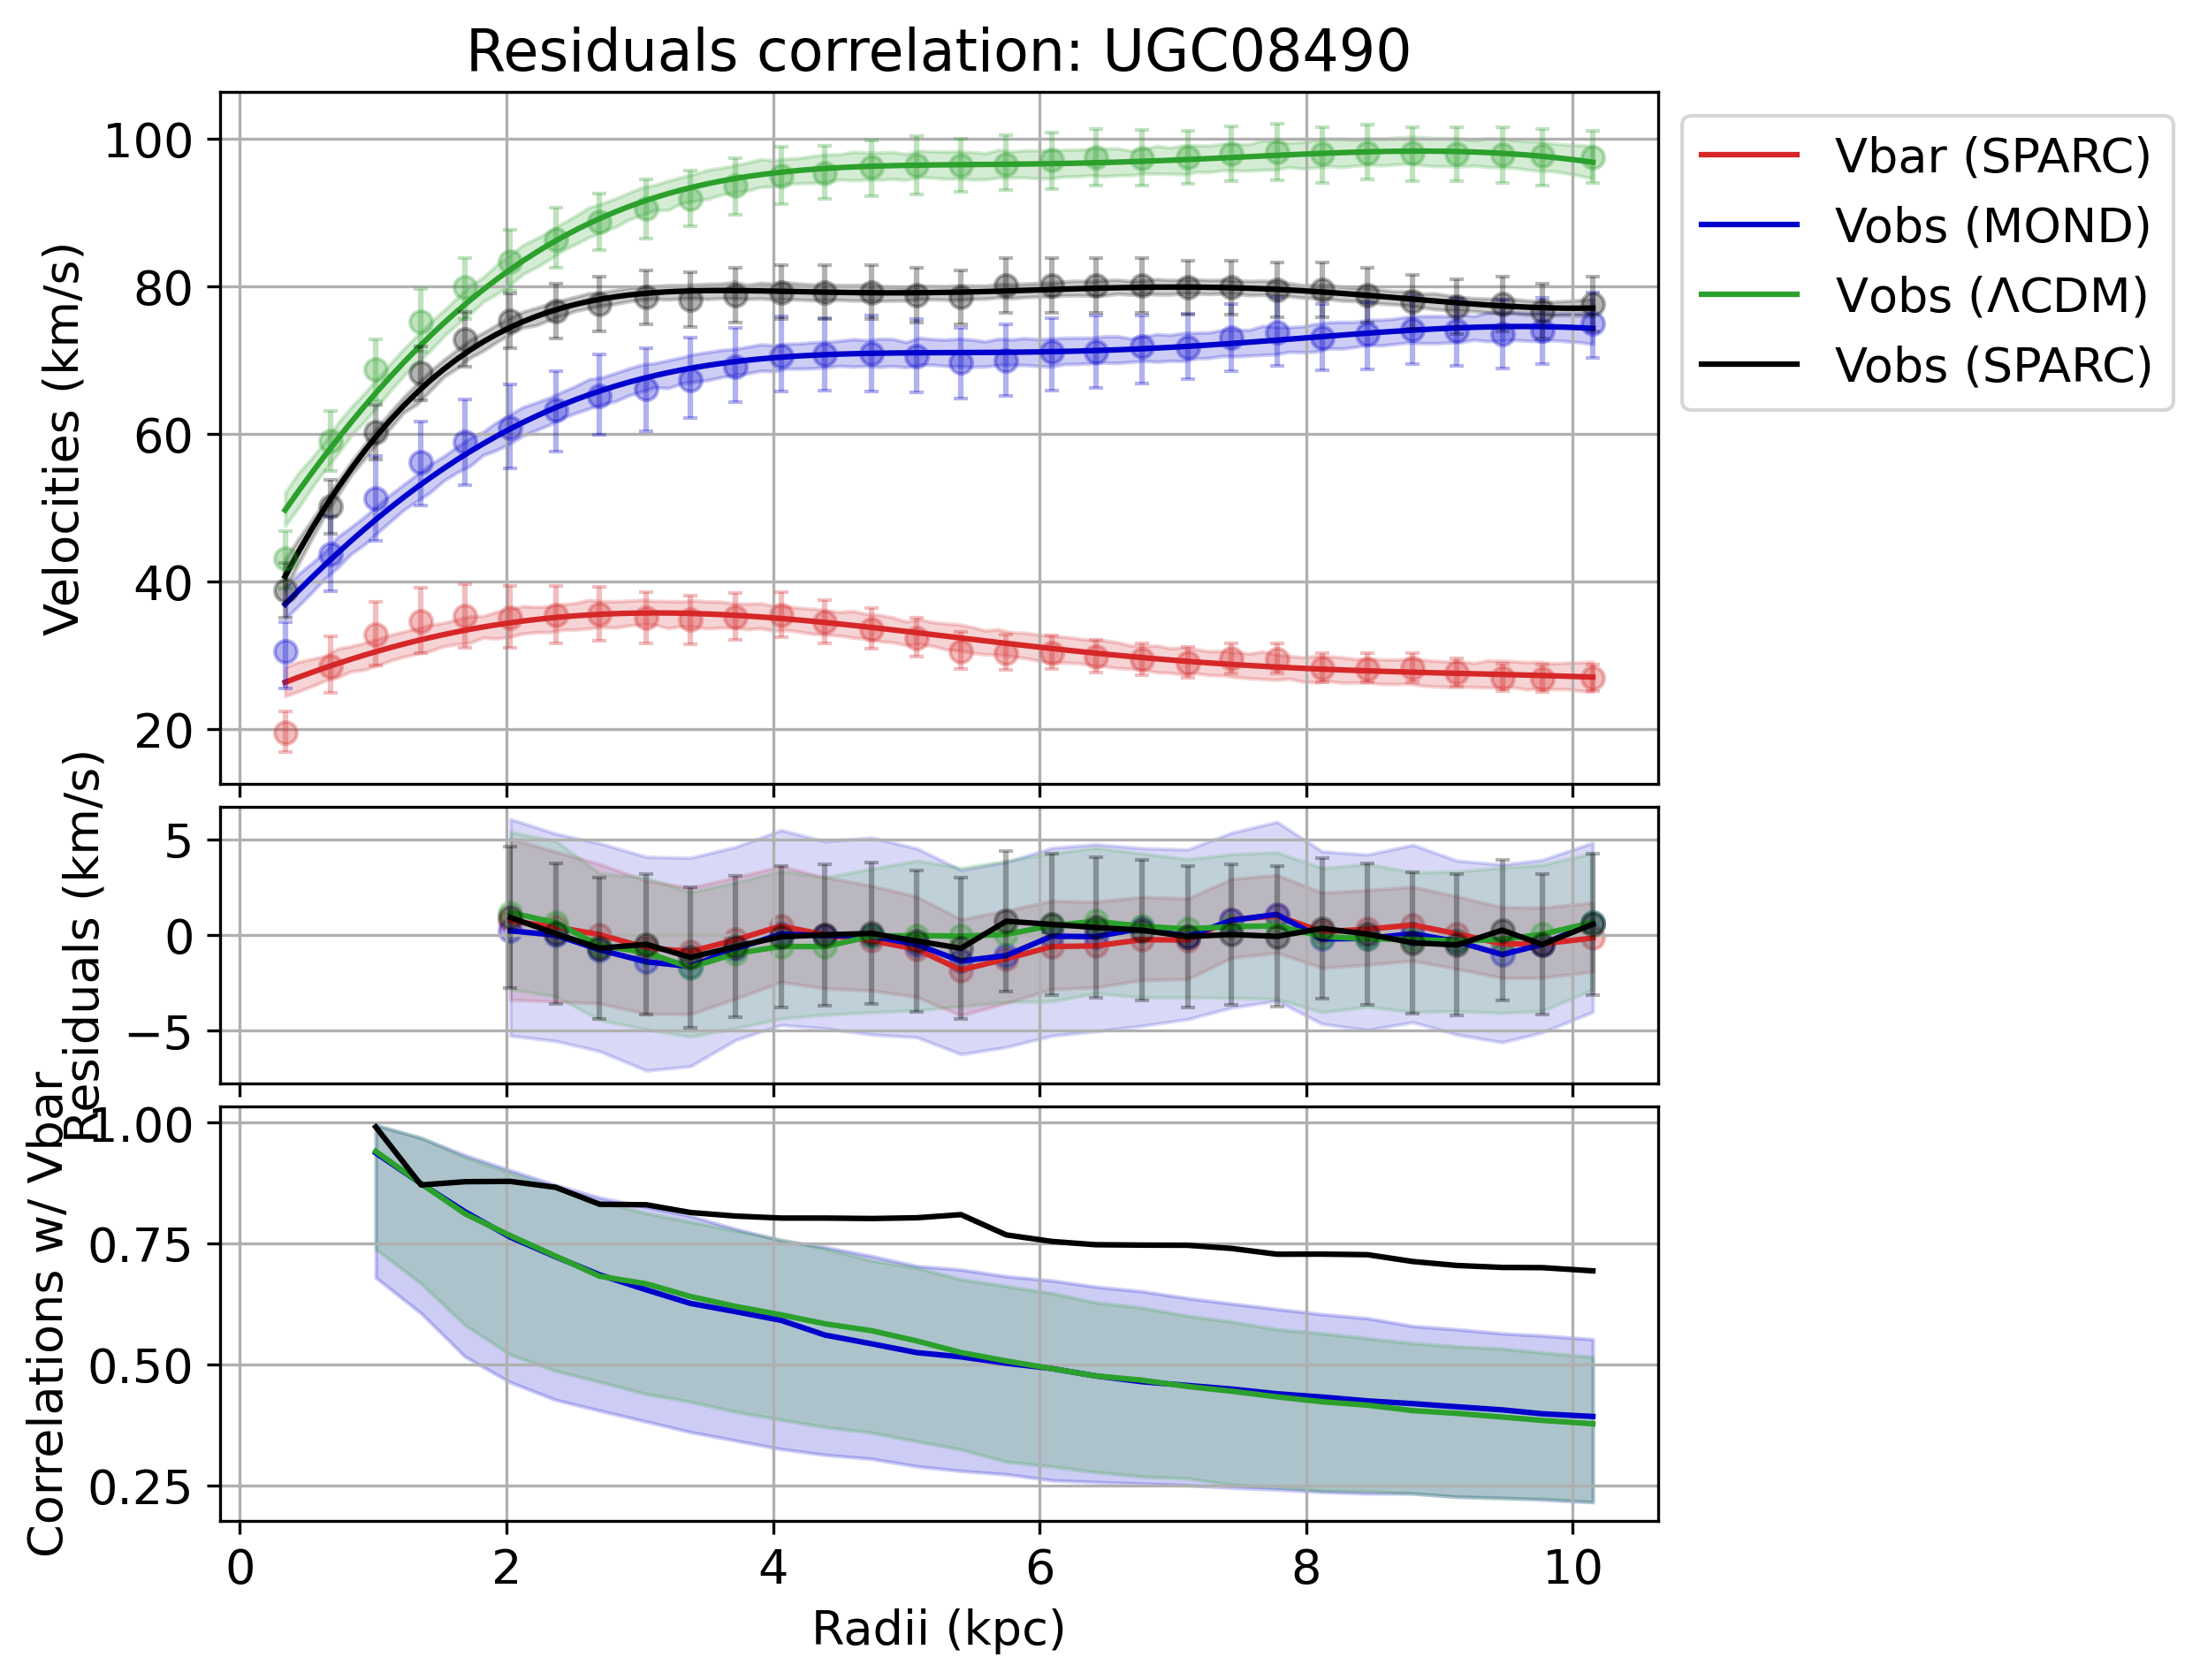 Residuals correlation: UGC08490
Velocities (km/s)
100
80
60
40
20
Vbar (SPARC)
Vobs (MOND)
Vobs (ΛCDM)
Vobs (SPARC)
Residuals (km/s)
5
0
−5
Correlations w/ Vbar
1.00
0.75
0.50
0.25
0 2 4 6 8 10
Radii (kpc)